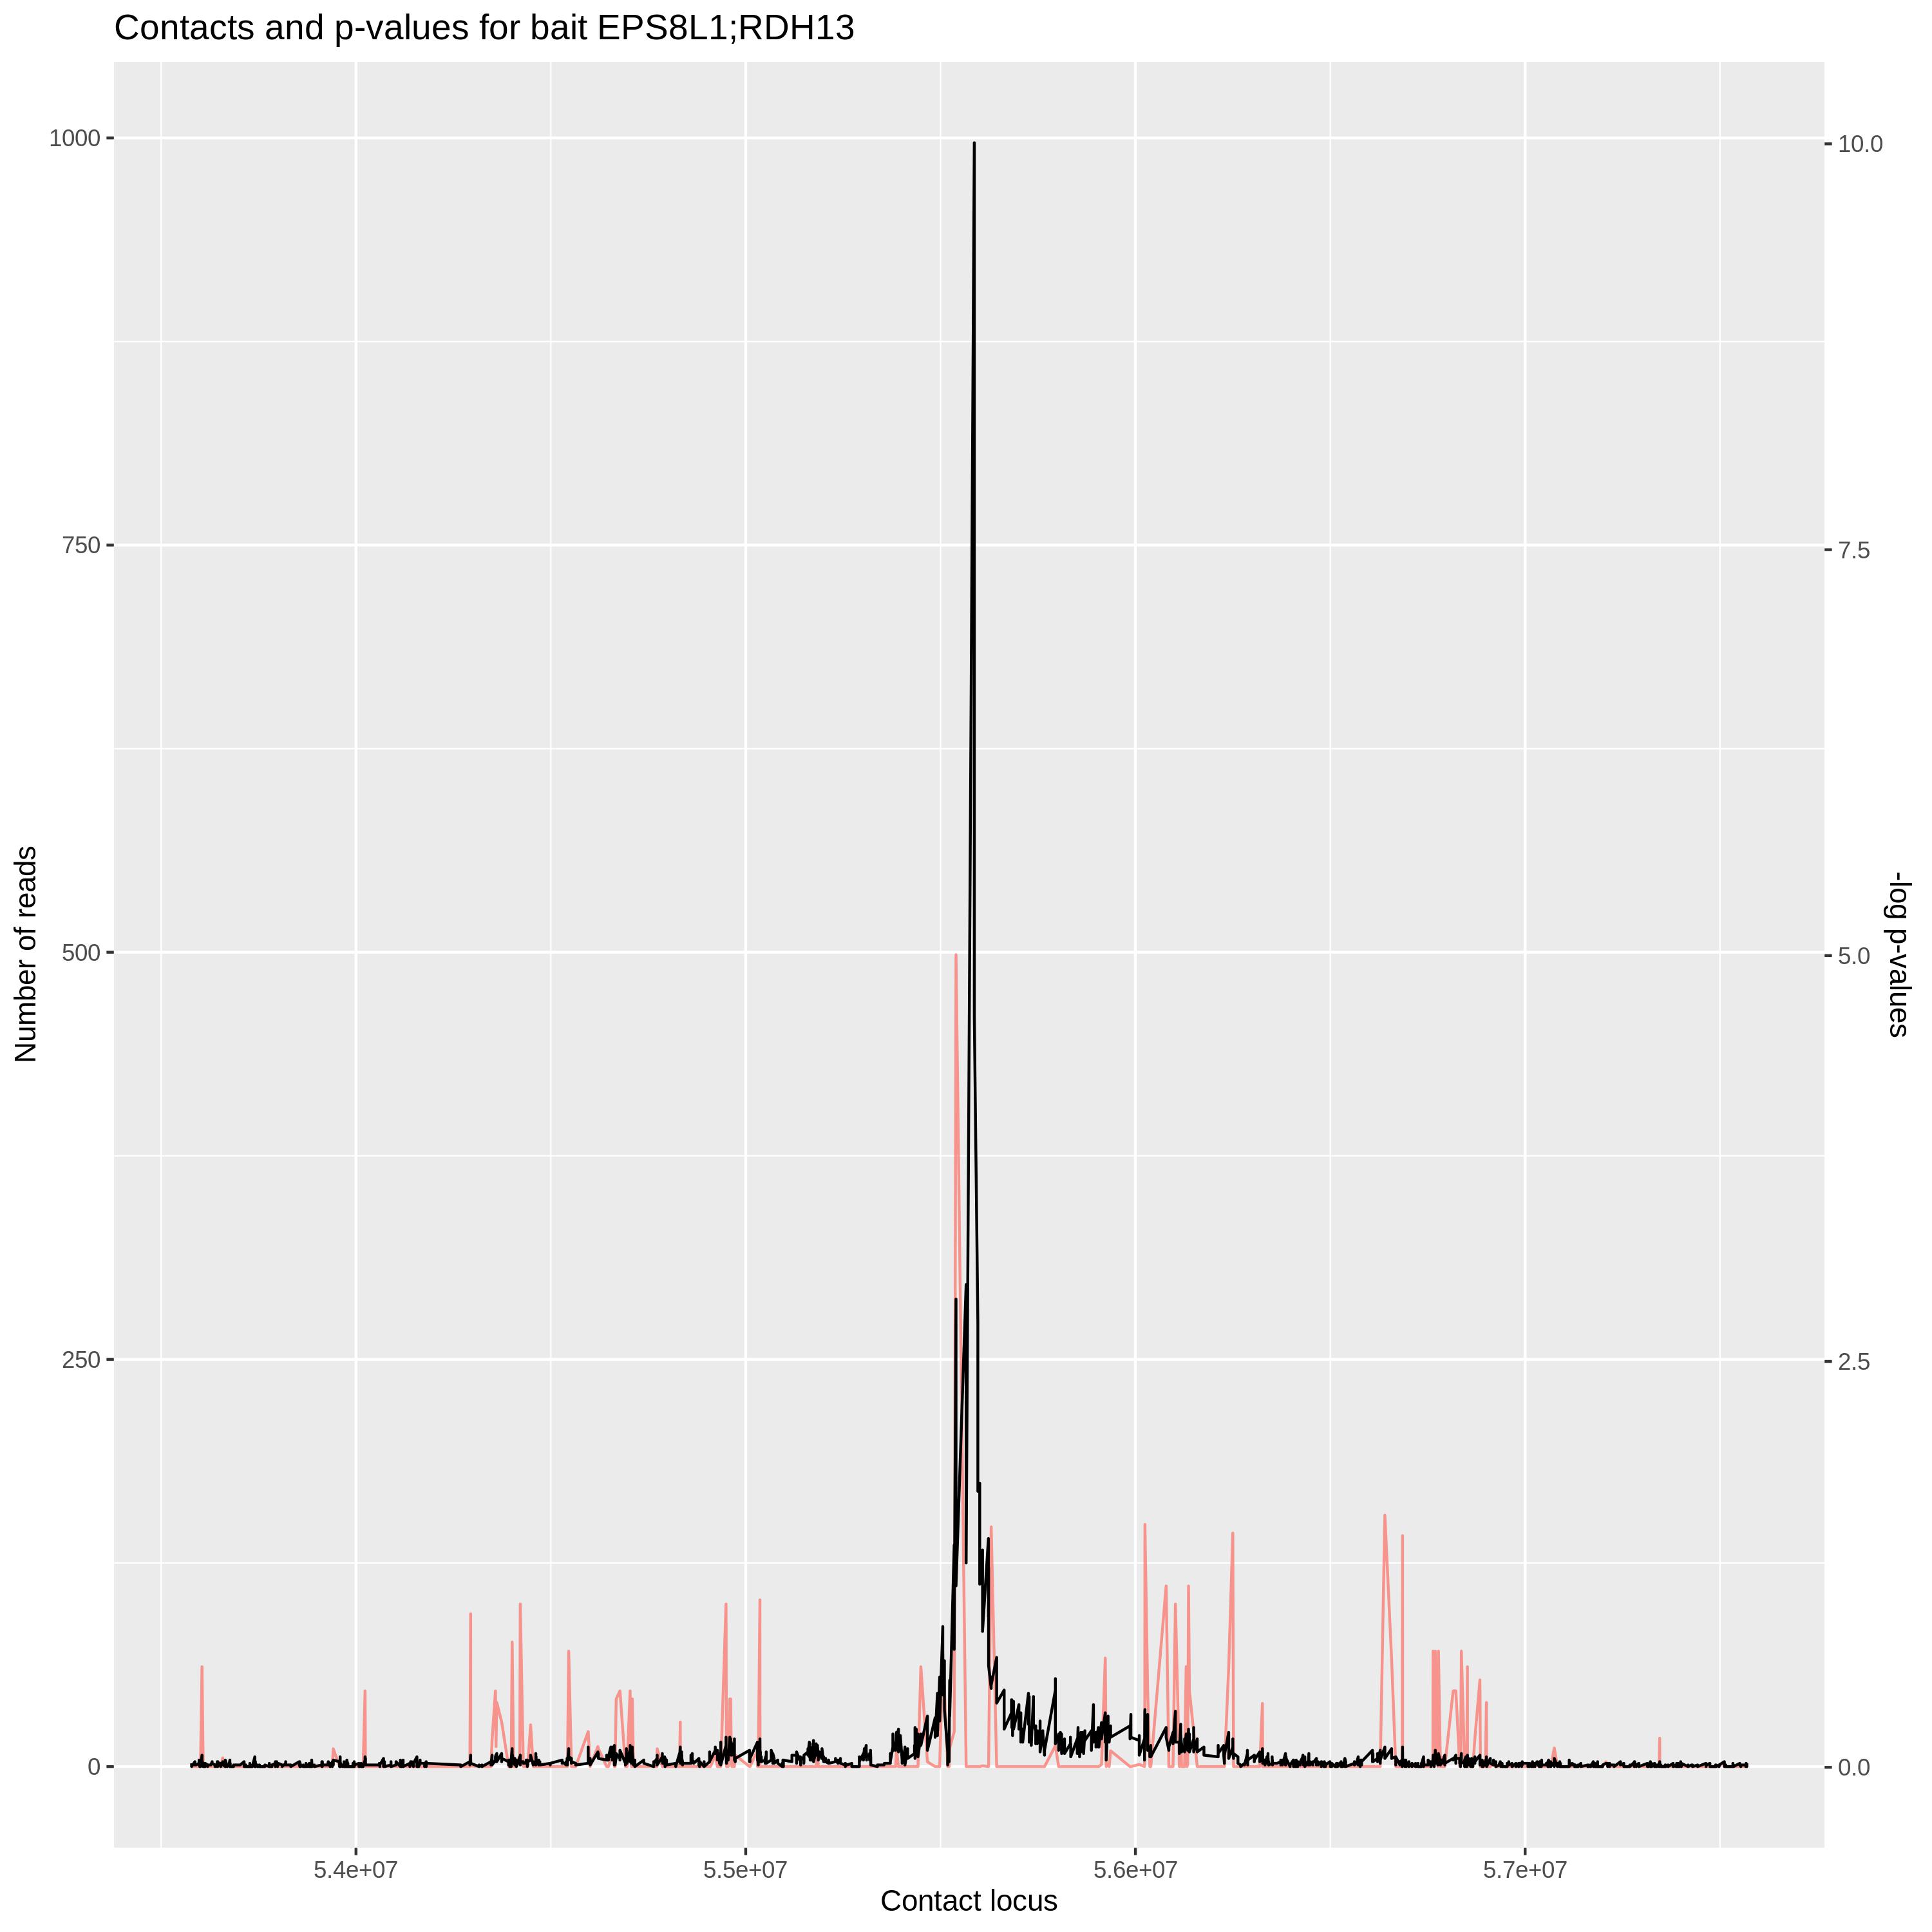 Contacts and p-values for bait EPS8L1;RDH13
1000
750
500
250
0
Number of reads
10.0
7.5
5.0
2.5
0.0
-log p-values
5.4e+07
5.5e+07
5.6e+07
5.7e+07
Contact locus